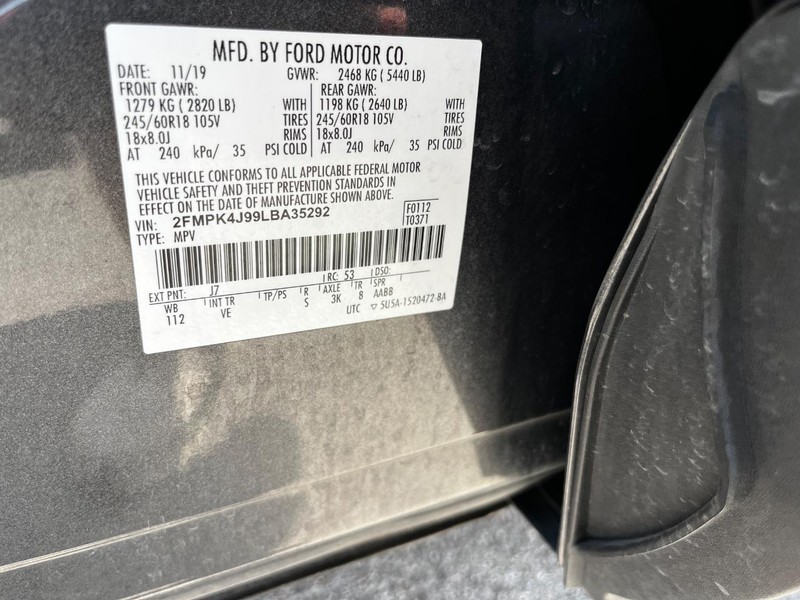 MFD. BY FORD MOTOR CO.
DATE: 11/19 GVWR: 2468 KG ( 5440 LB)
FRONT GAWR: REAR GAWR:
1279 KG ( 2820 LB) WITH 1198 KG ( 2640 LB) WITH
245/60R18 105V TIRES 245/60R18 105V TIRES
18x8.0J RIMS 18x8.0J RIMS
AT 240 kPa/ 35 PSI COLD AT 240 kPa/ 35 PSI COLD
THIS VEHICLE CONFORMS TO ALL APPLICABLE FEDERAL MOTOR
VEHICLE SAFETY AND THEFT PREVENTION STANDARDS IN
EFFECT ON THE DATE OF MANUFACTURE SHOWN ABOVE.
VIN: 2FMPK4J99LBA35292 F0112
TYPE: MPV T0371
EXT PNT: J7 RC: 53 DSO:
WB INT TR TP/PS R AXLE TR SPR
112 VE S 3K 8 AABB
UTC ▽ 5U5A-1520472-BA